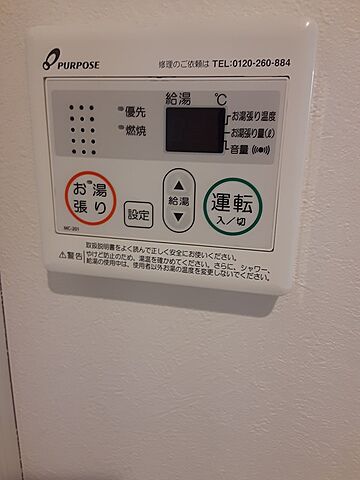 PURPOSE
修理のご依頼は TEL:0120-260-884
給湯 ℃
優先
燃焼
お湯張り温度
お湯張り量(ℓ)
音量
お湯
張り
設定
給湯
運転
入/切
MC-201
警告
取扱説明書をよく読んで正しく安全にお使いください。
やけど防止のため、湯温を確かめてください。さらに、シャワー、
給湯の使用中は、使用者以外お湯の温度を変更しないでください。